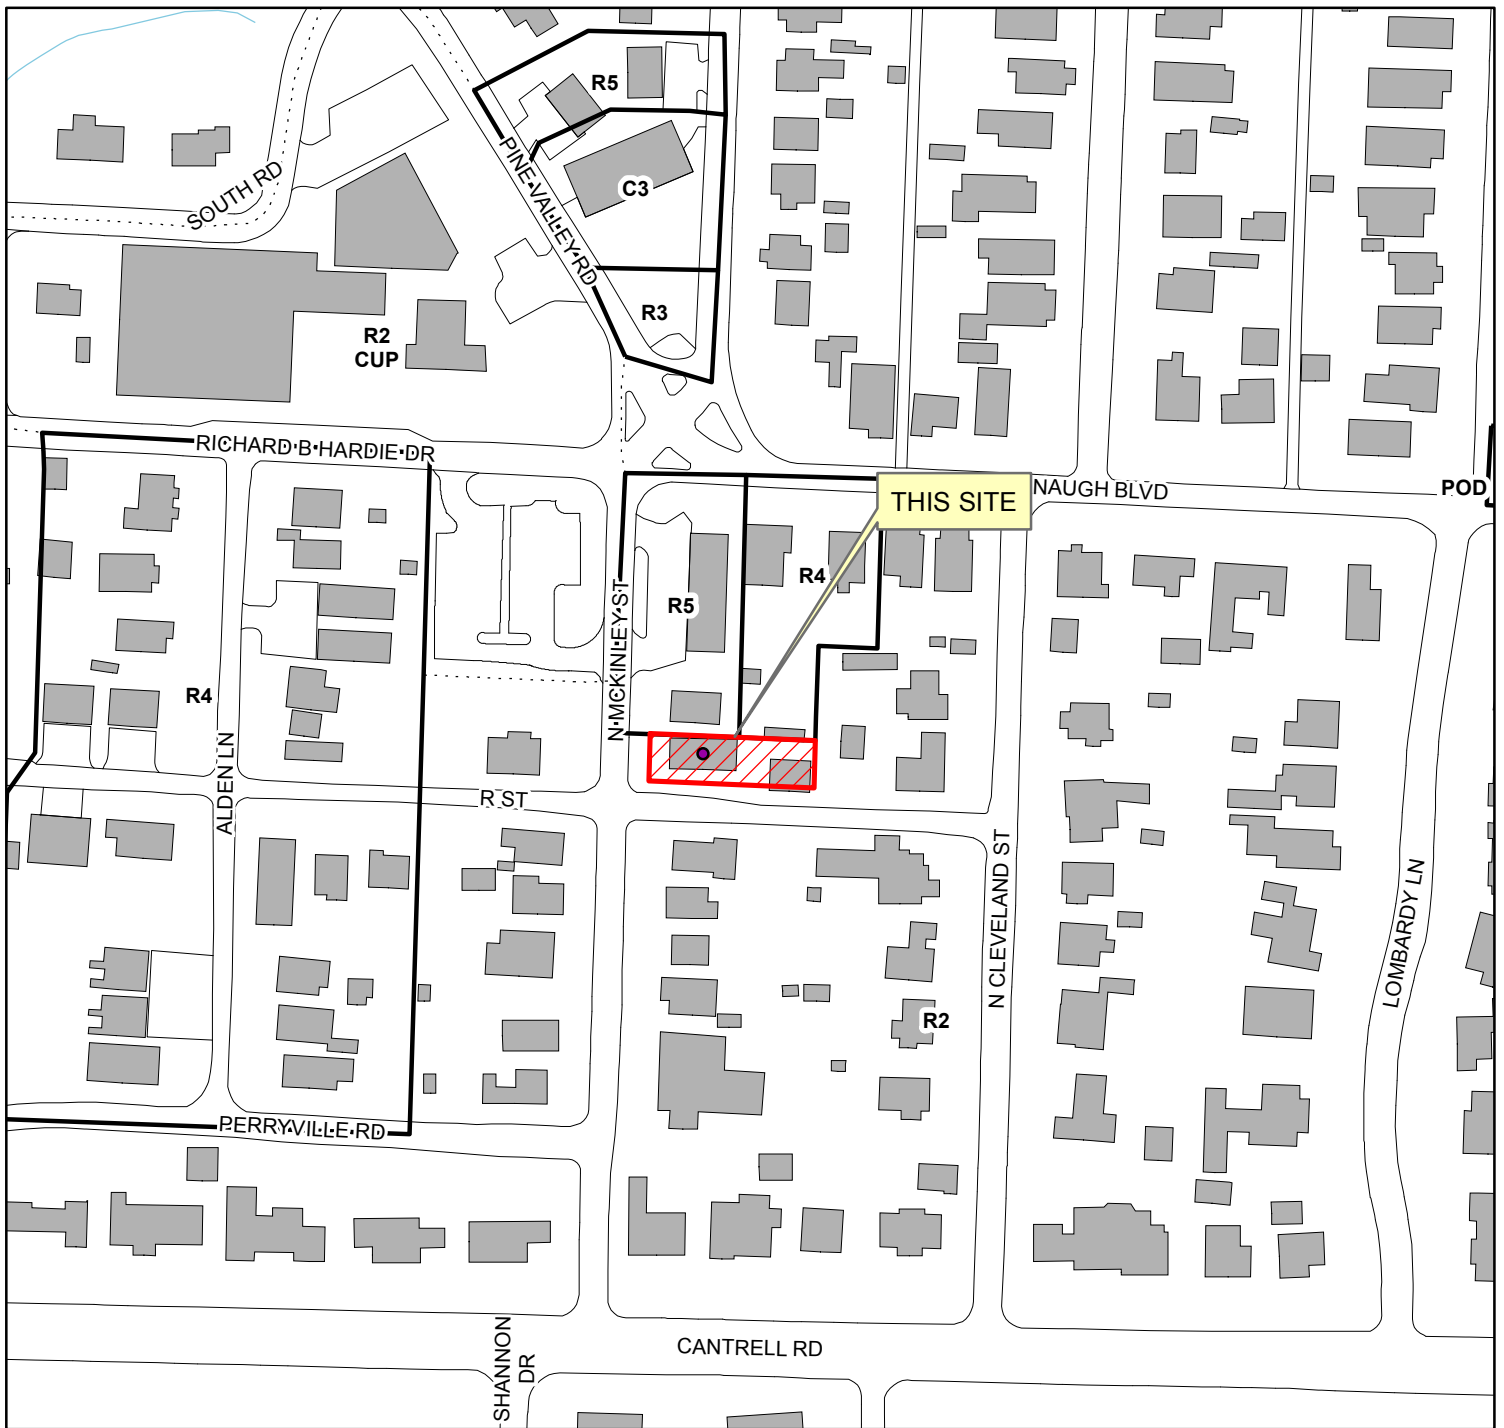 R5
SOUTH RD
PINE VALLEY RD
C3
R3
R2
CUP
RICHARD B HARDIE DR
THIS SITE
NAUGH BLVD
POD
R4
R5
N MCKINLEY ST
R4
ALDEN LN
R ST
N CLEVELAND ST
LOMBARDY LN
R2
PERRYVILLE RD
CANTRELL RD
SHANNON
DR